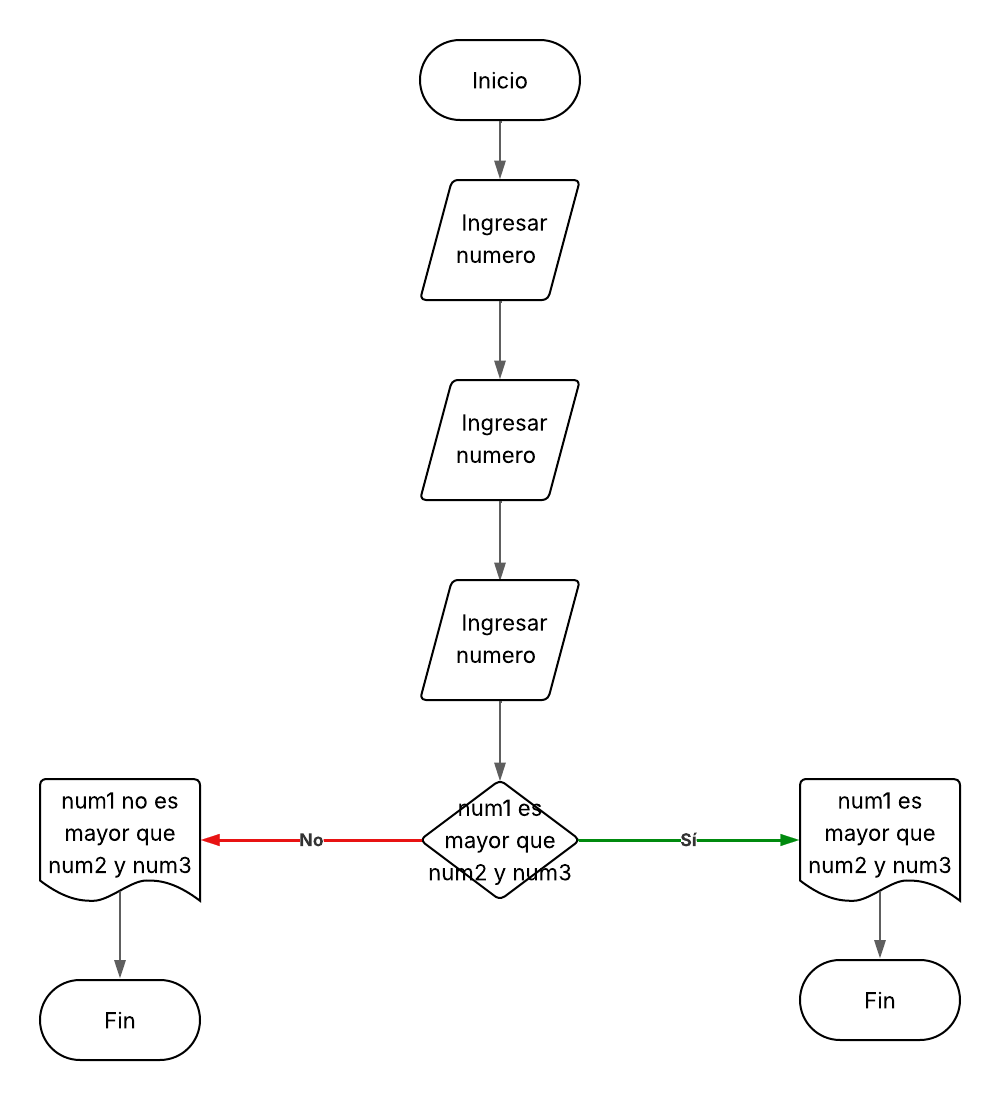 Inicio
Ingresar
numero
Ingresar
numero
Ingresar
numero
num1 no es
mayor que
num2 y num3
No
num1 es
mayor que
num2 y num3
Sí
num1 es
mayor que
num2 y num3
Fin
Fin